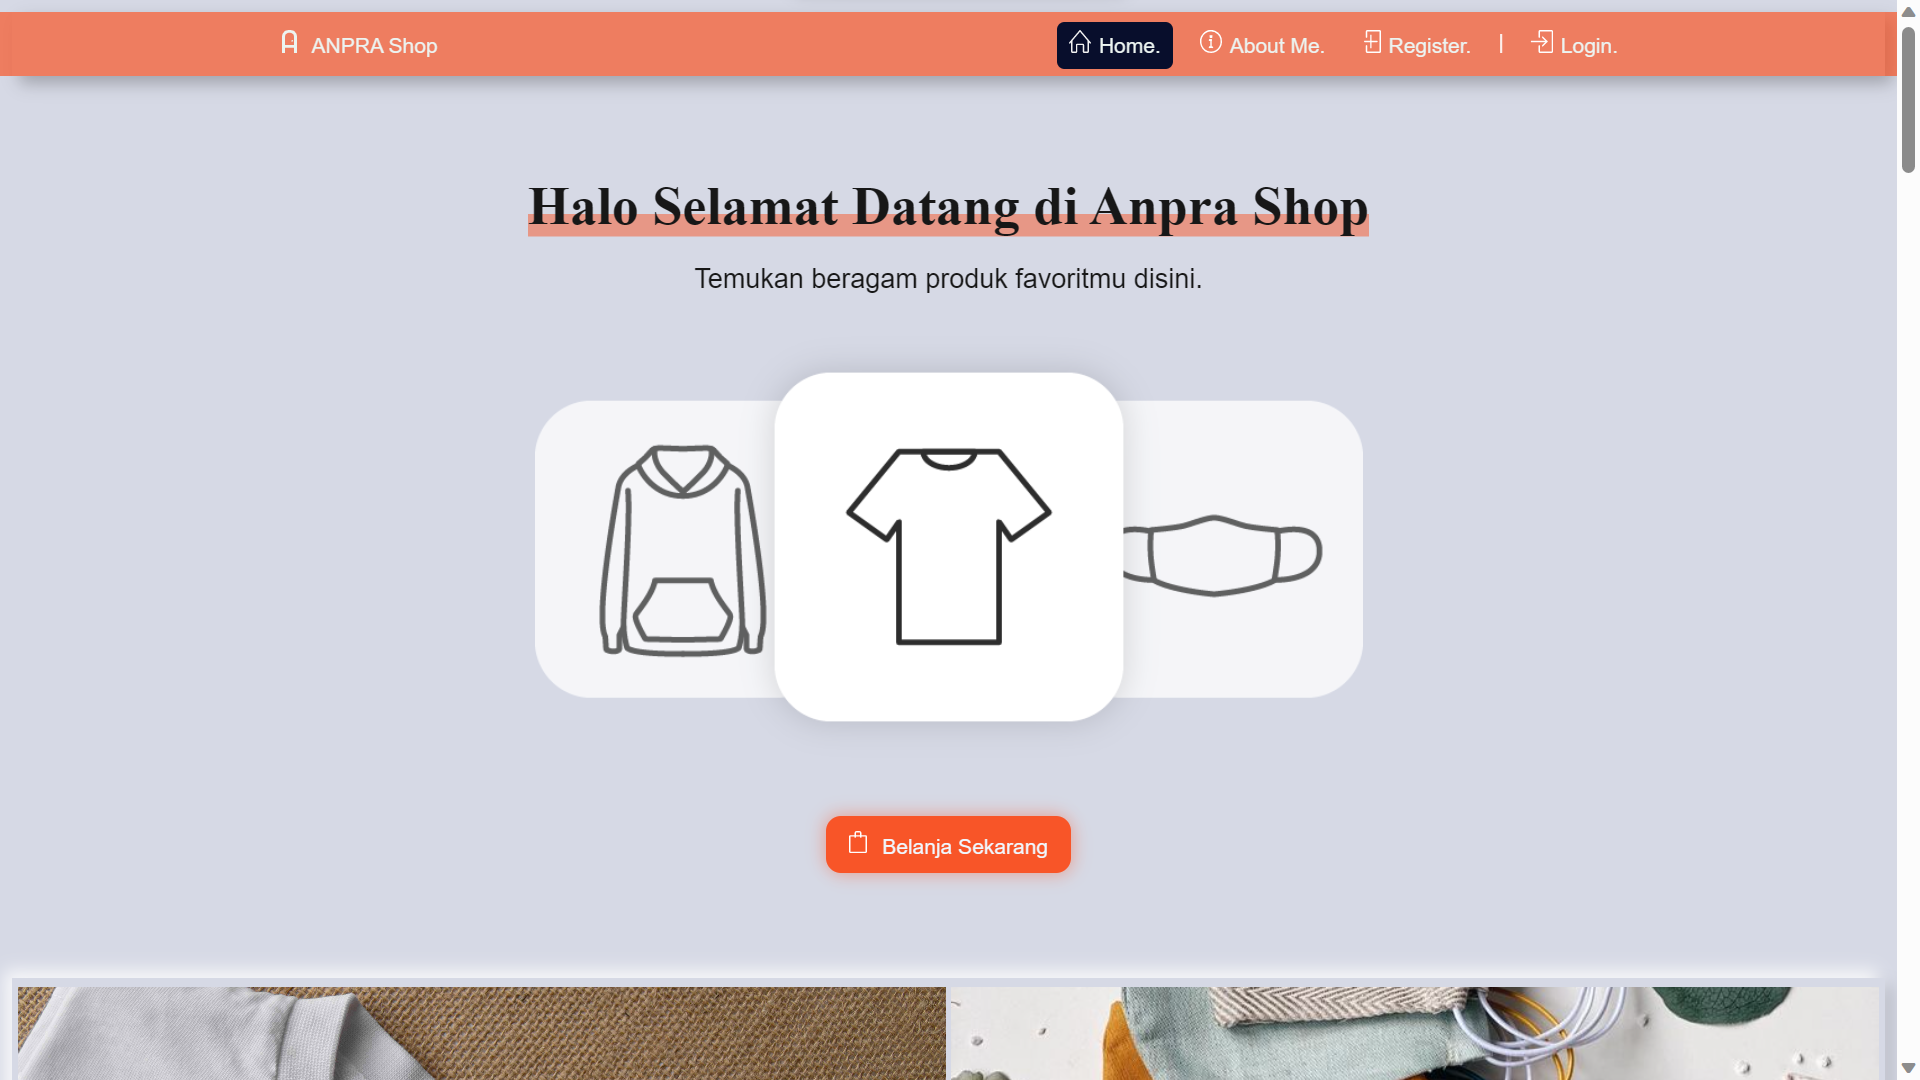 ANPRA Shop
Home.
About Me.
Register.
|
Login.
Halo Selamat Datang di Anpra Shop
Temukan beragam produk favoritmu disini.
Belanja Sekarang